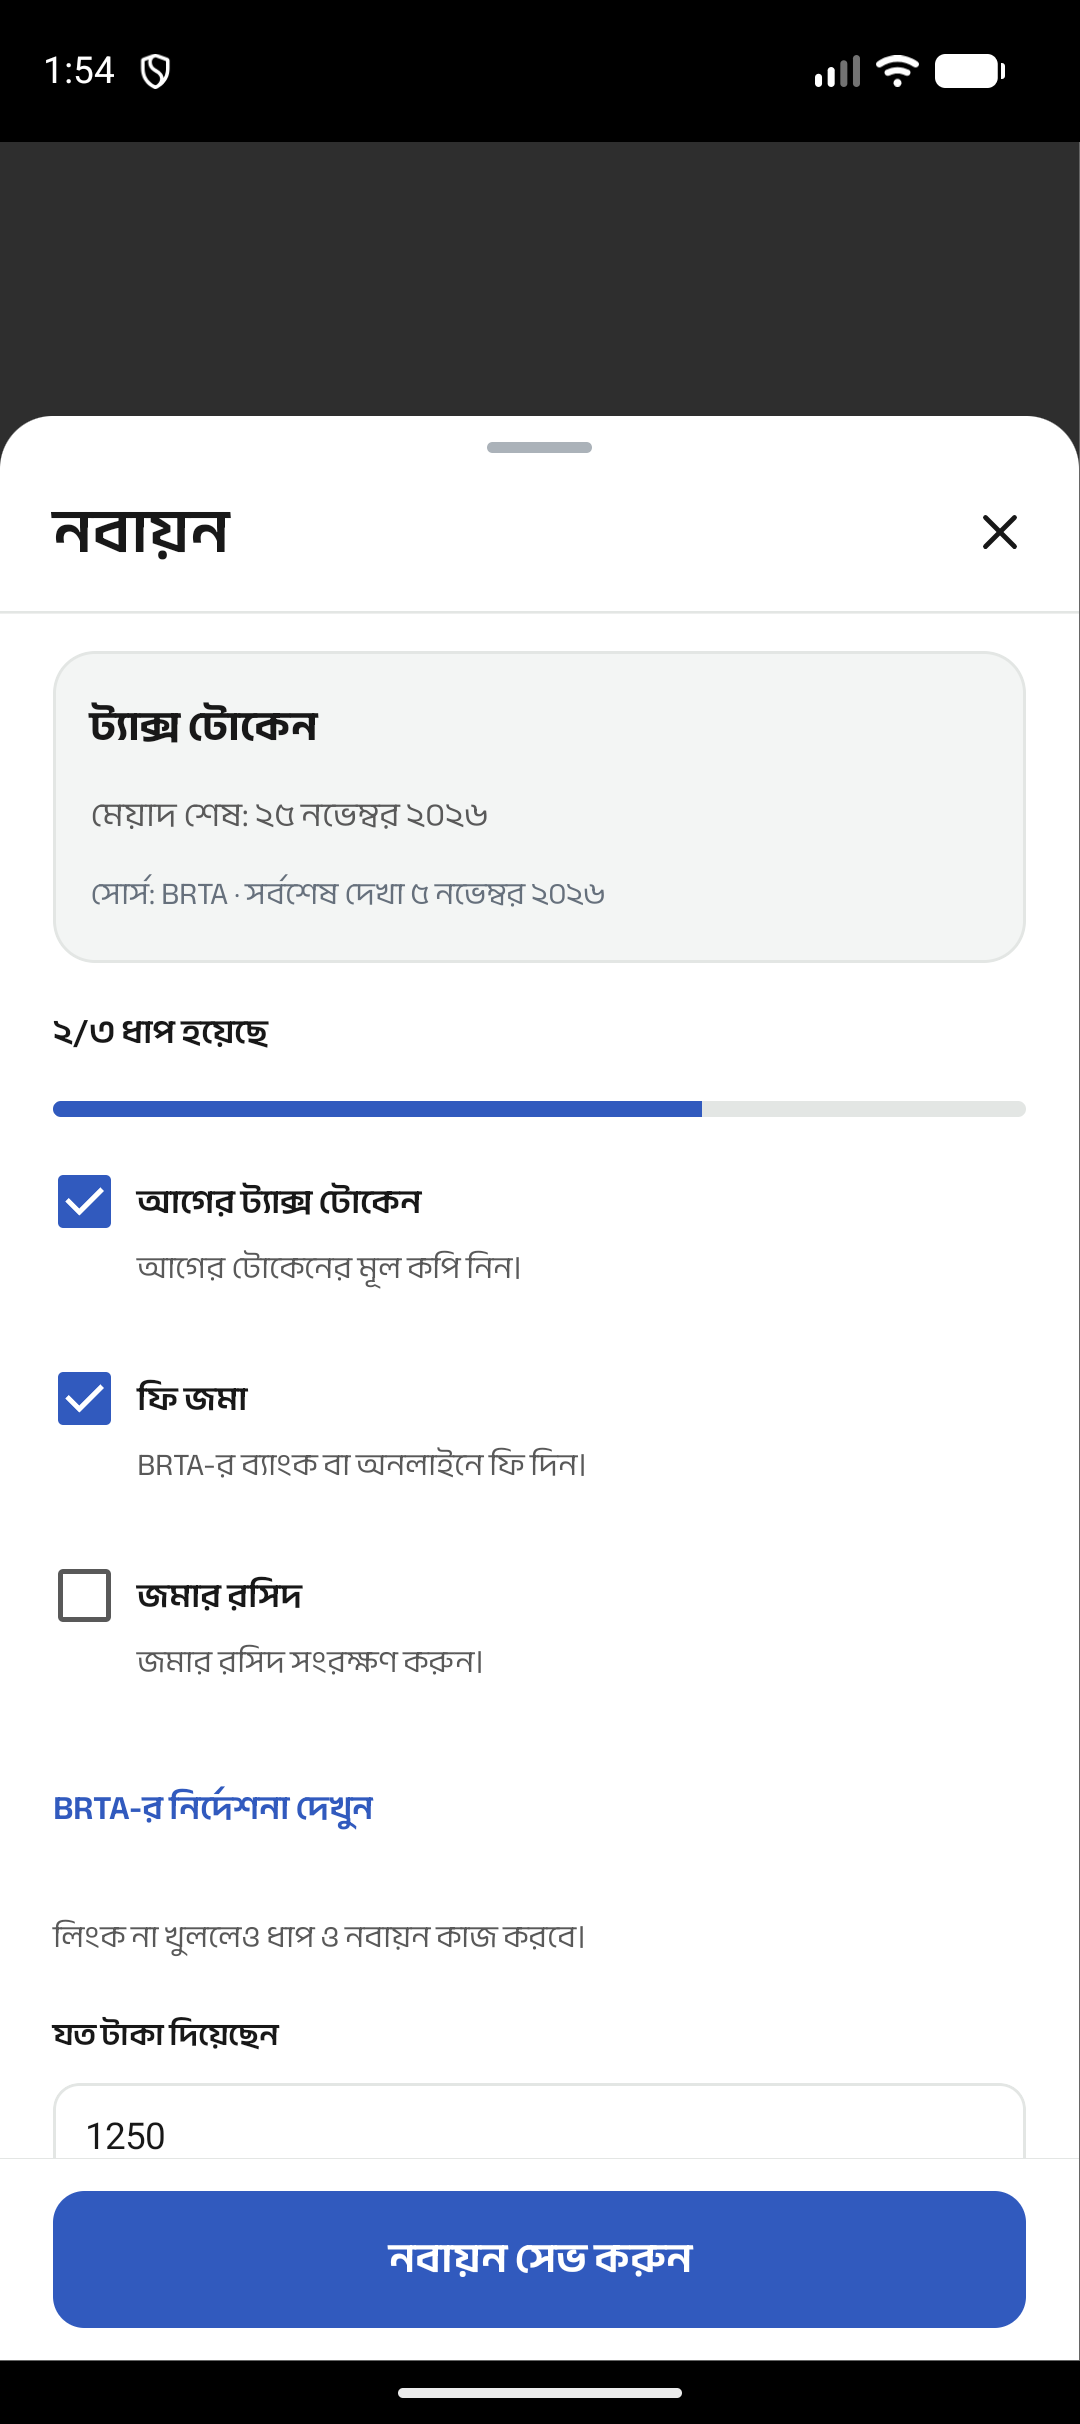 1:54
নবায়ন
ট্যাক্স টোকেন
মেয়াদ শেষ: ২৫ নভেম্বর ২০২৬
সোর্স: BRTA · সর্বশেষ দেখা ৫ নভেম্বর ২০২৬
২/৩ ধাপ হয়েছে
আগের ট্যাক্স টোকেন
আগের টোকেনের মূল কপি নিন।
ফি জমা
BRTA-র ব্যাংক বা অনলাইনে ফি দিন।
জমার রসিদ
জমার রসিদ সংরক্ষণ করুন।
BRTA-র নির্দেশনা দেখুন
লিংক না খুললেও ধাপ ও নবায়ন কাজ করবে।
যত টাকা দিয়েছেন
1250
নবায়ন সেভ করুন